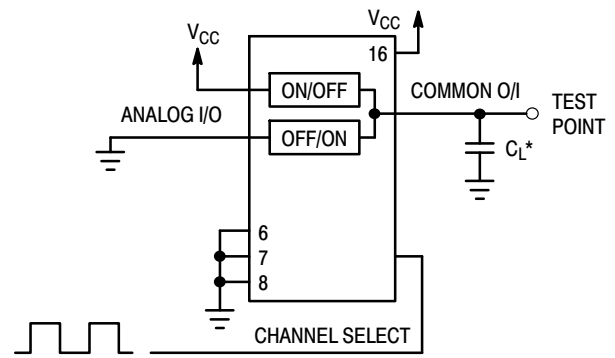 VCC
VCC
16
ON/OFF
COMMON O/I
TEST
POINT
ANALOG I/O
OFF/ON
CL*
6
7
8
CHANNEL SELECT